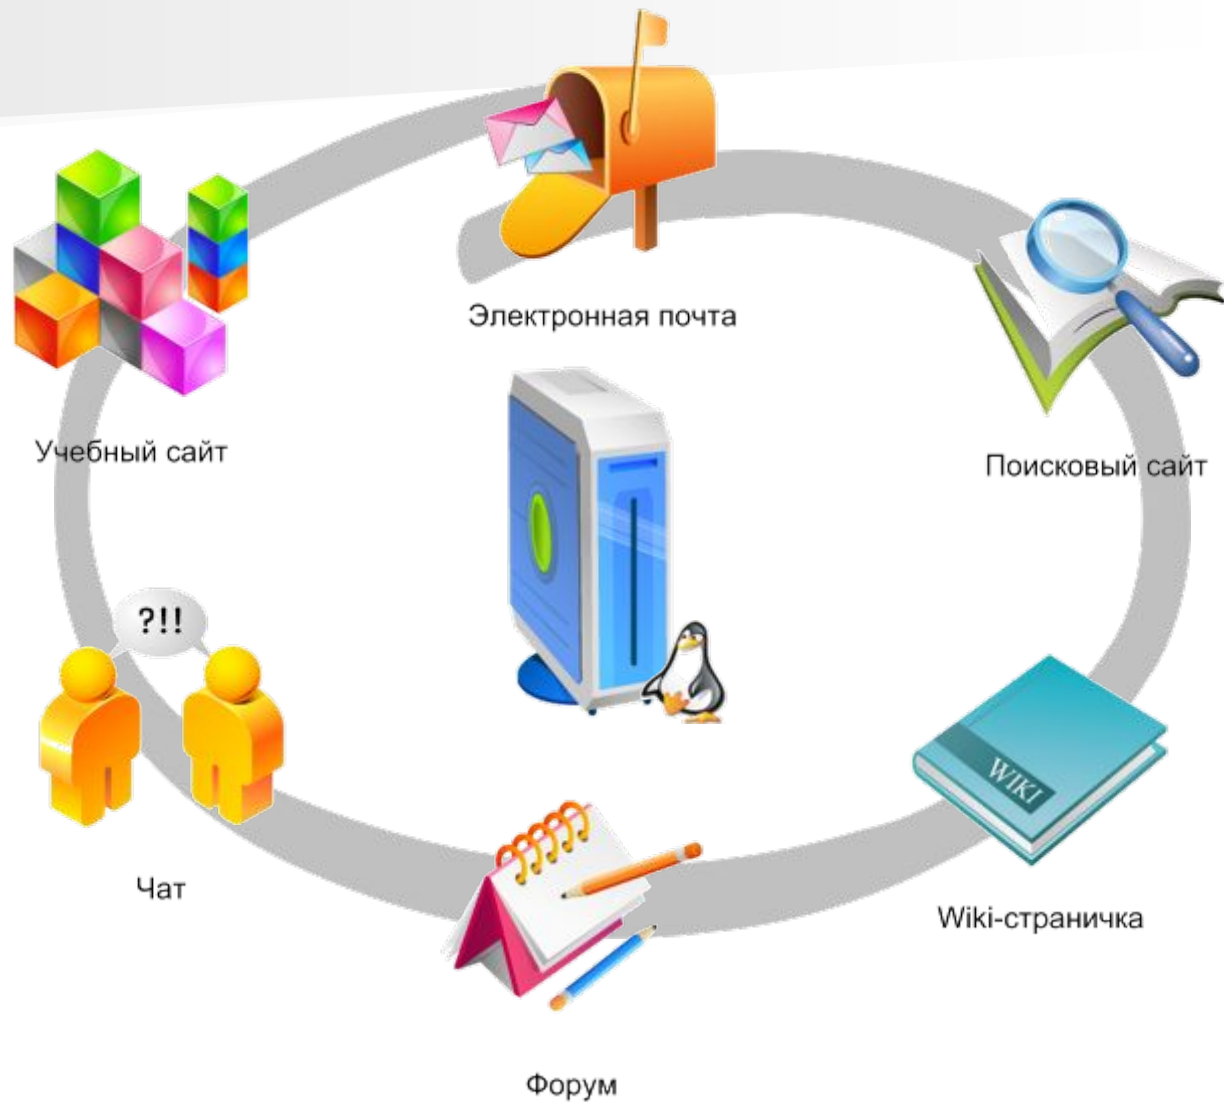 Электронная почта
Учебный сайт
Поисковый сайт
?!!
WIKI
Чат
Wiki-страничка
Форум